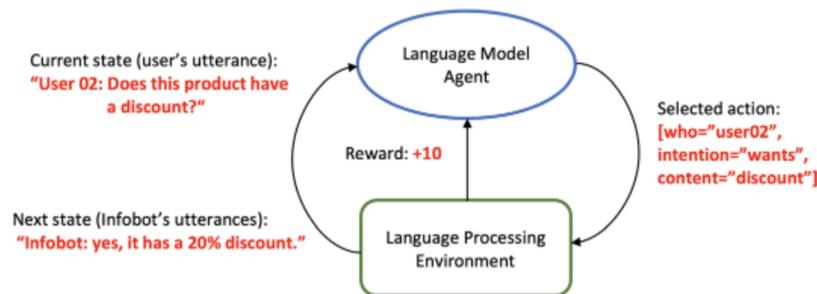 Current state (user's utterance):
“User 02: Does this product have
a discount?“
Language Model
Agent
Selected action:
[who=”user02”,
intention=”wants”,
content=”discount”]
Reward: +10
Next state (Infobot's utterances):
“Infobot: yes, it has a 20% discount.”
Language Processing
Environment